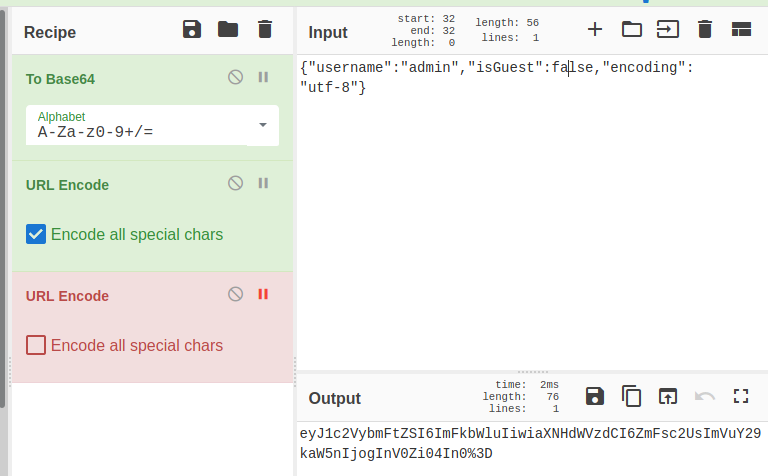 Recipe
To Base64
Alphabet
A-Za-z0-9+/=
URL Encode
Encode all special chars
URL Encode
Encode all special chars
Input
start: 32
end: 32
length: 0
length: 56
lines: 1
{"username":"admin","isGuest":false,"encoding":
"utf-8"}
Output
time: 2ms
length: 76
lines: 1
eyJ1c2VybmFtZSI6ImFkbWluIiwiaXNHdWVzdCI6ZmFsc2UsImVuY29
kaW5nIjogInV0Zi04In0%3D